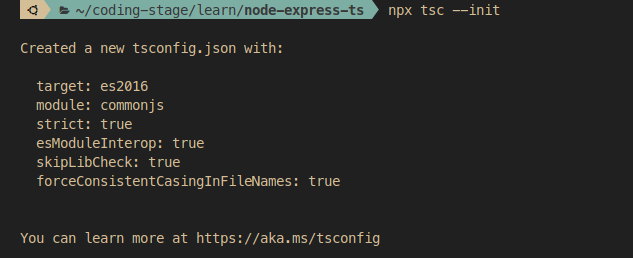 ~/coding-stage/learn/node-express-ts npx tsc --init
Created a new tsconfig.json with:
target: es2016
module: commonjs
strict: true
esModuleInterop: true
skipLibCheck: true
forceConsistentCasingInFileNames: true
You can learn more at https://aka.ms/tsconfig